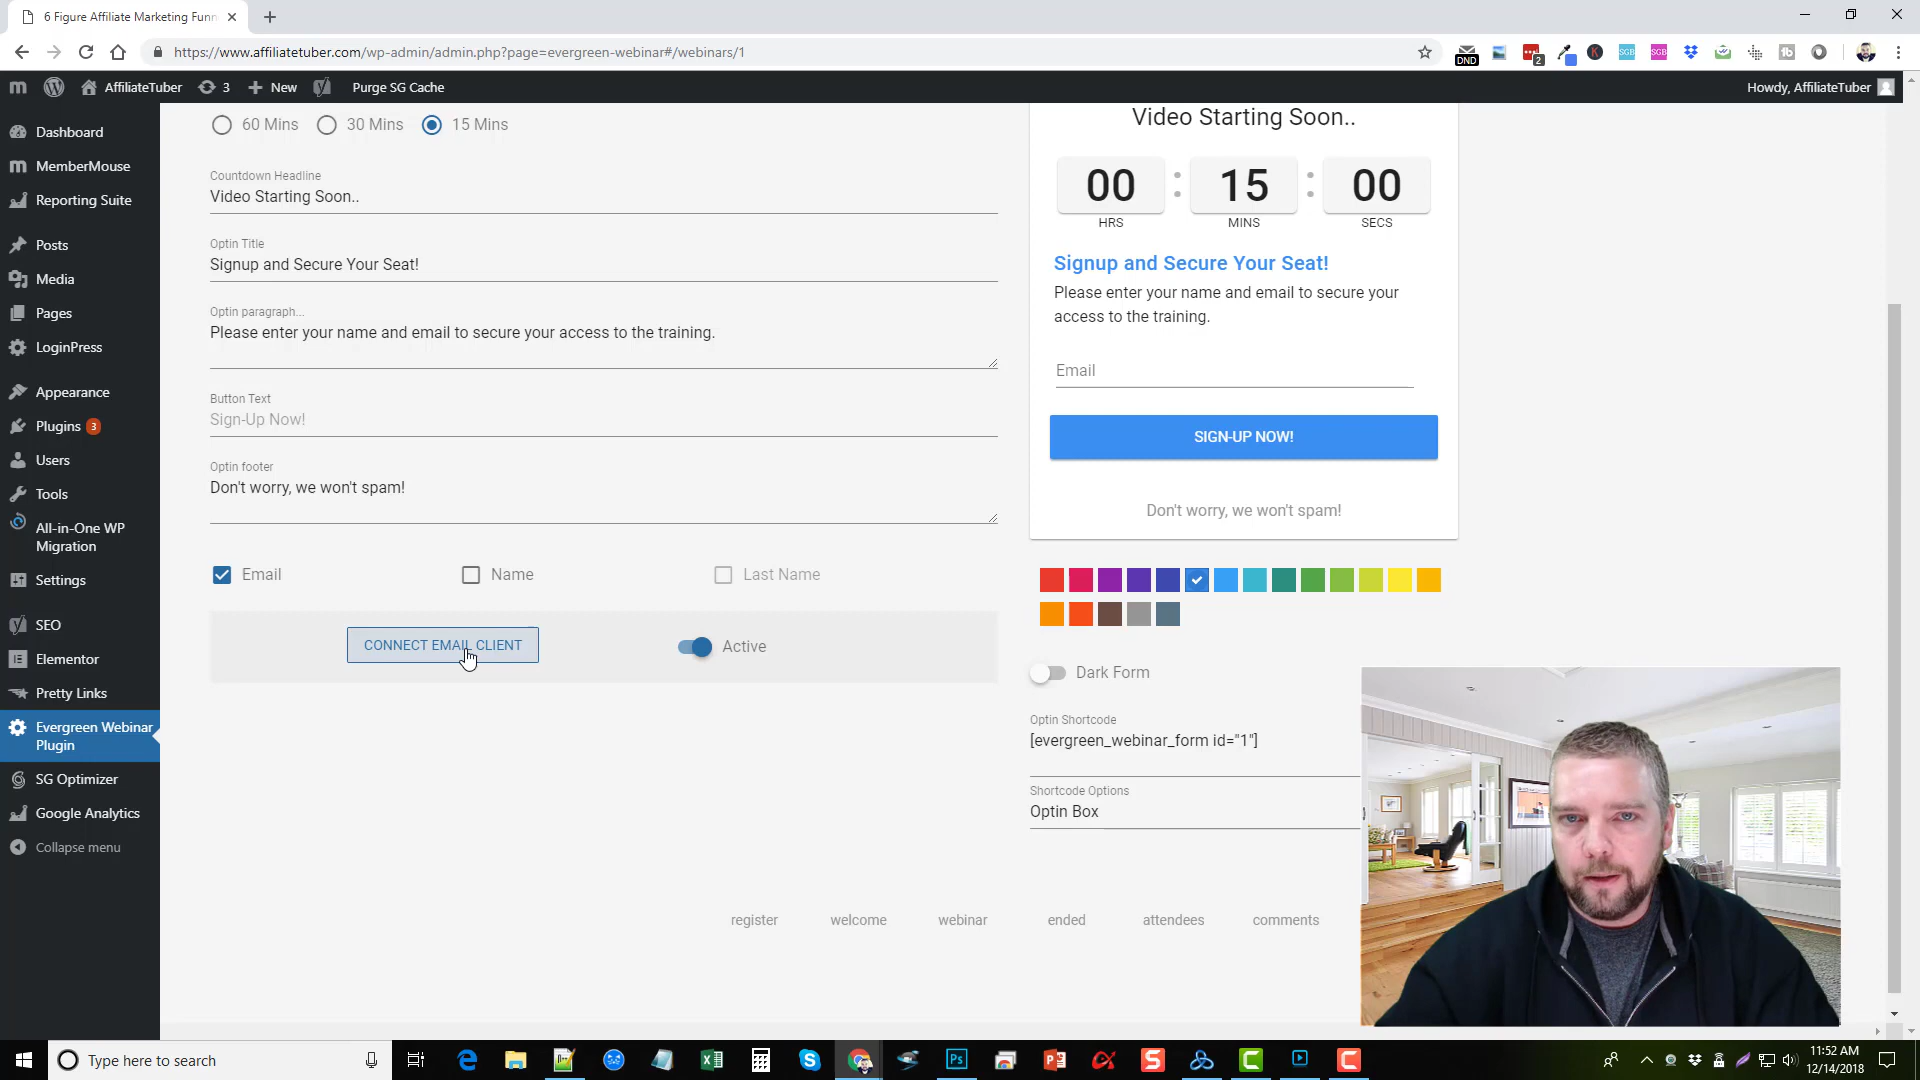 6 Figure Affiliate Marketing Funn
https://www.affiliatetuber.com/wp-admin/admin.php?page=evergreen-webinar#/webinars/1
DND
2
AffiliateTuber
3
New
Purge SG Cache
Howdy, AffiliateTuber
Dashboard
MemberMouse
Reporting Suite
Posts
Media
Pages
LoginPress
Appearance
Plugins 3
Users
Tools
All-in-One WP
Migration
Settings
SEO
Elementor
Pretty Links
Evergreen Webinar
Plugin
SG Optimizer
Google Analytics
Collapse menu
60 Mins
30 Mins
15 Mins
Countdown Headline
Video Starting Soon..
Optin Title
Signup and Secure Your Seat!
Optin paragraph...
Please enter your name and email to secure your access to the training.
Button Text
Sign-Up Now!
Optin footer
Don't worry, we won't spam!
Email
Name
Last Name
CONNECT EMAIL CLIENT
Active
Video Starting Soon..
00 : 15 : 00
HRS MINS SECS
Signup and Secure Your Seat!
Please enter your name and email to secure your
access to the training.
Email
SIGN-UP NOW!
Don't worry, we won't spam!
Dark Form
Optin Shortcode
[evergreen_webinar_form id="1"]
Shortcode Options
Optin Box
register welcome webinar ended attendees comments
Type here to search
11:52 AM
12/14/2018